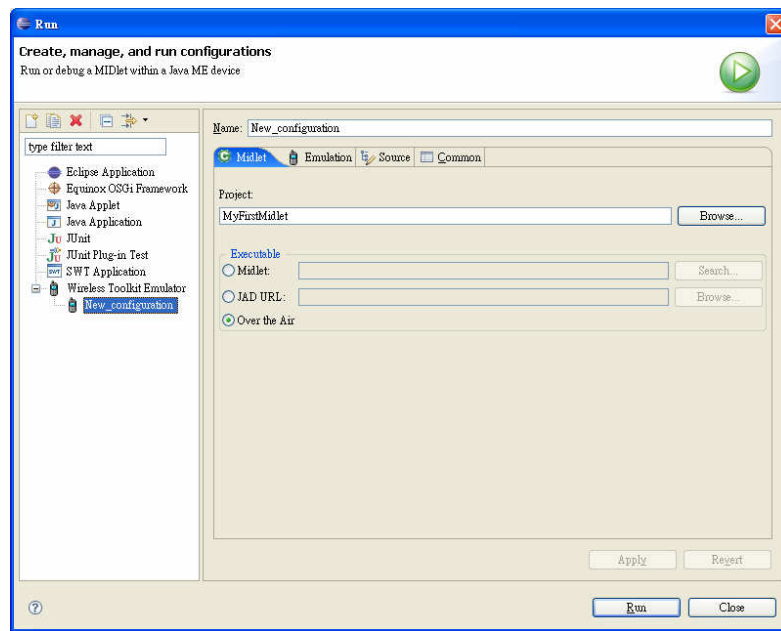 Run
Create, manage, and run configurations
Run or debug a MIDlet within a Java ME device
type filter text
Eclipse Application
Equinox OSGi Framework
Java Applet
Java Application
JUnit
JUnit Plug-in Test
SWT Application
Wireless Toolkit Emulator
New_configuration
Name: New_configuration
Midlet Emulation Source Common
Project:
MyFirstMidlet Browse...
Executable
Midlet: Search...
JAD URL: Browse...
Over the Air
Apply Revert
Run Close